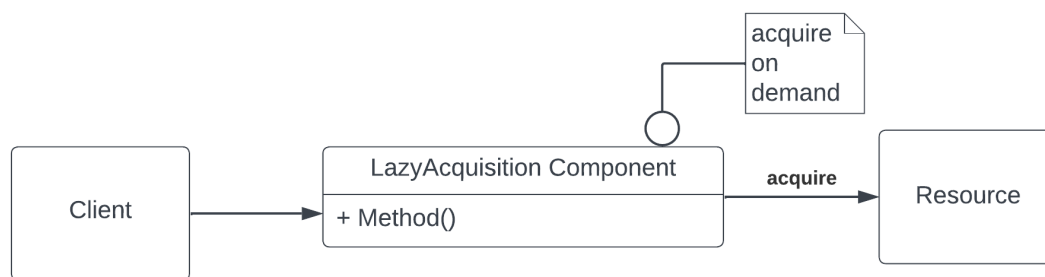 acquire
on
demand
LazyAcquisition Component
acquire
Client
+ Method()
Resource